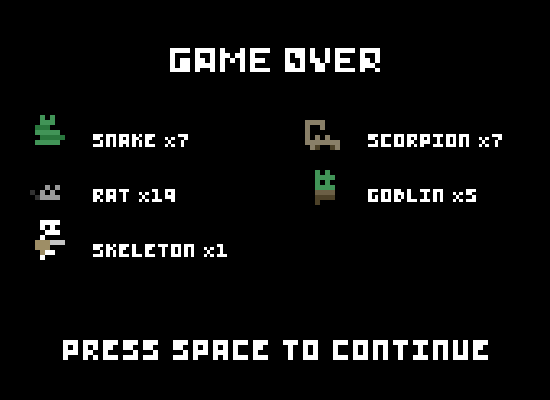 GAME OVER
SNAKE x7
SCORPION x7
RAT x19
GOBLIN x5
SKELETON x1
PRESS SPACE TO CONTINUE